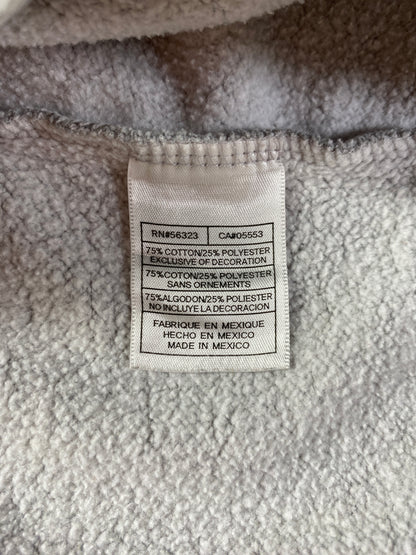 RN#56323 CA#05553
75% COTTON/25% POLYESTER
EXCLUSIVE OF DECORATION
75%COTON/25% POLYESTER
SANS ORNEMENTS
75%ALGODON/25% POLIESTER
NO INCLUYE LA DECORACION
FABRIQUE EN MEXIQUE
HECHO EN MEXICO
MADE IN MEXICO